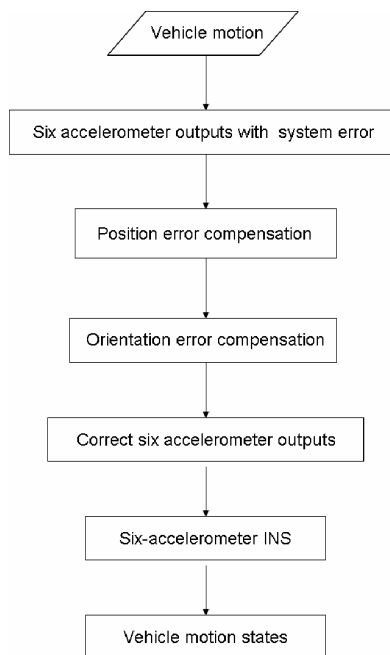 Vehicle motion
Six accelerometer outputs with system error
Position error compensation
Orientation error compensation
Correct six accelerometer outputs
Six-accelerometer INS
Vehicle motion states